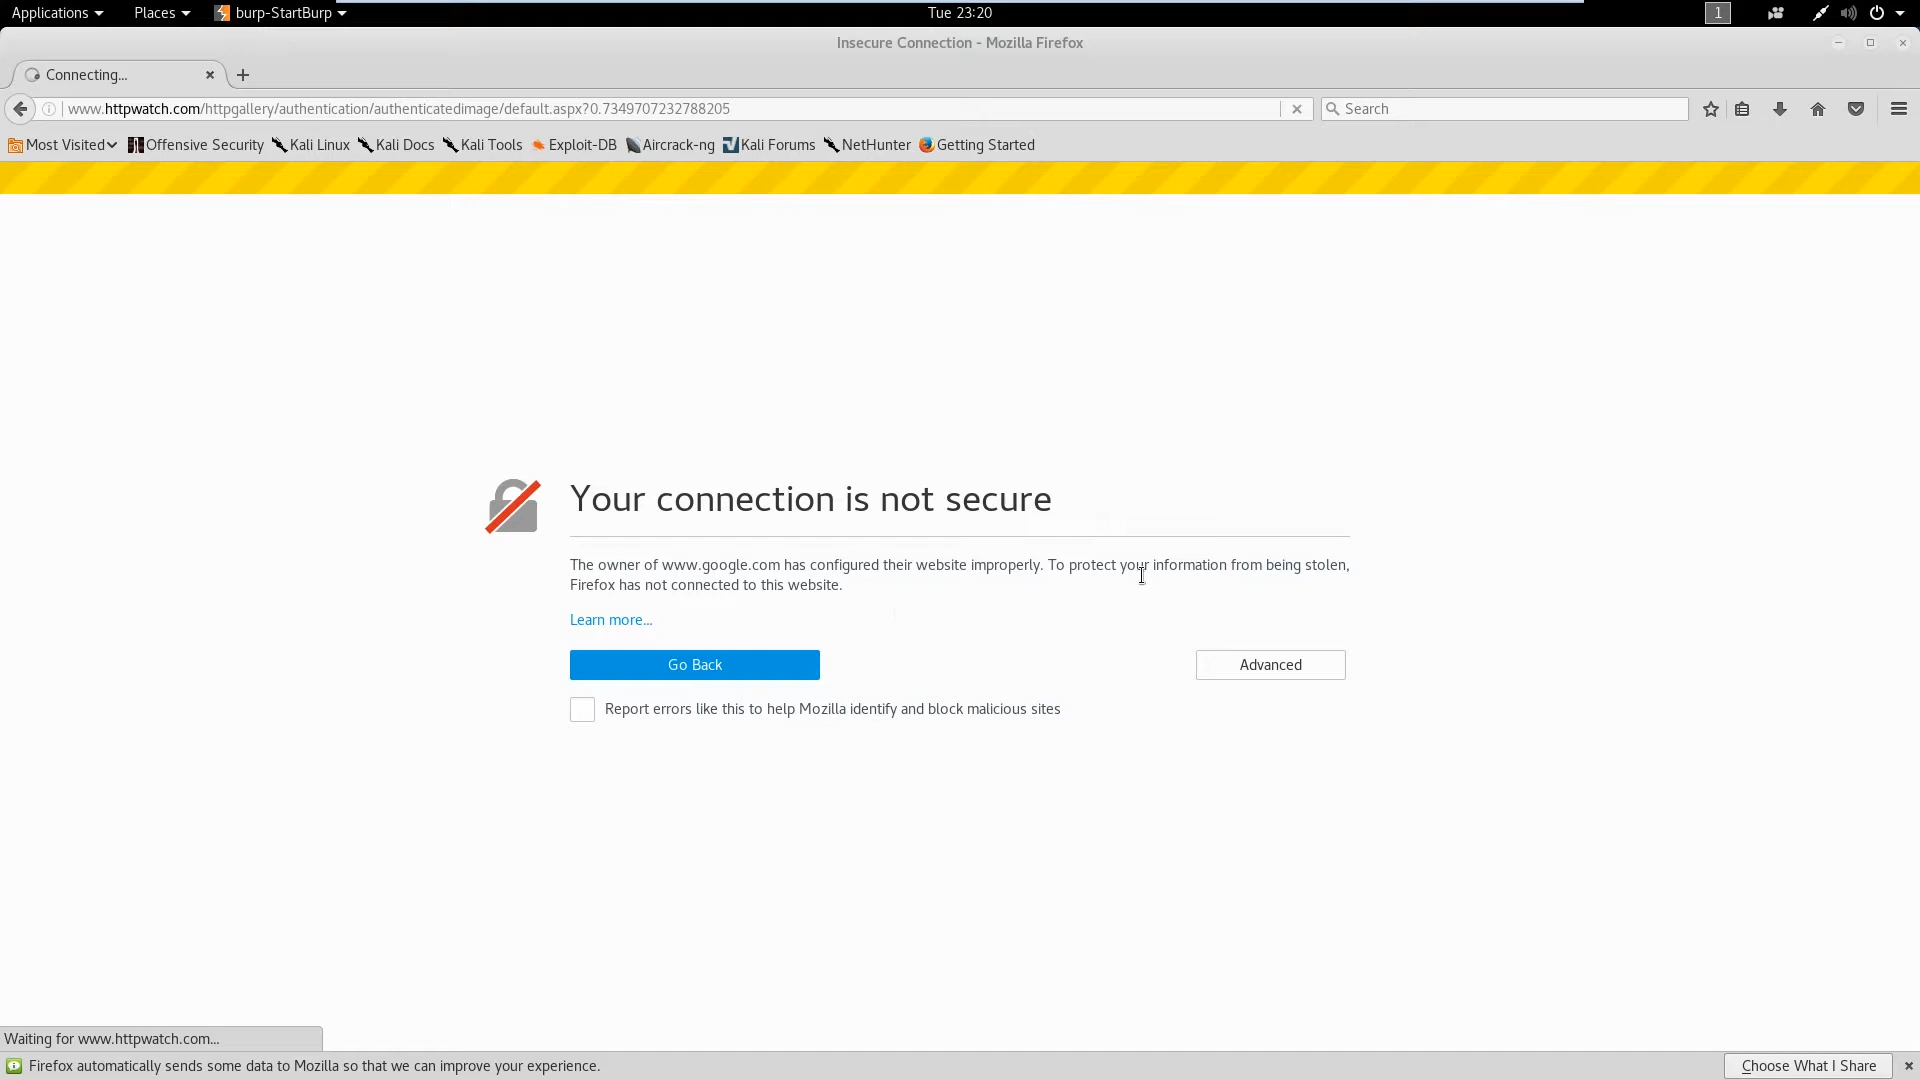 Applications Places burp-StartBurp Tue 23:20 1
Insecure Connection - Mozilla Firefox
Connecting...
www.httpwatch.com/httpgallery/authentication/authenticatedimage/default.aspx?0.7349707232788205 Search
Most Visited Offensive Security Kali Linux Kali Docs Kali Tools Exploit-DB Aircrack-ng Kali Forums NetHunter Getting Started
Your connection is not secure
The owner of www.google.com has configured their website improperly. To protect your information from being stolen,
Firefox has not connected to this website.
Learn more...
Go Back Advanced
Report errors like this to help Mozilla identify and block malicious sites
Waiting for www.httpwatch.com...
Firefox automatically sends some data to Mozilla so that we can improve your experience. Choose What I Share